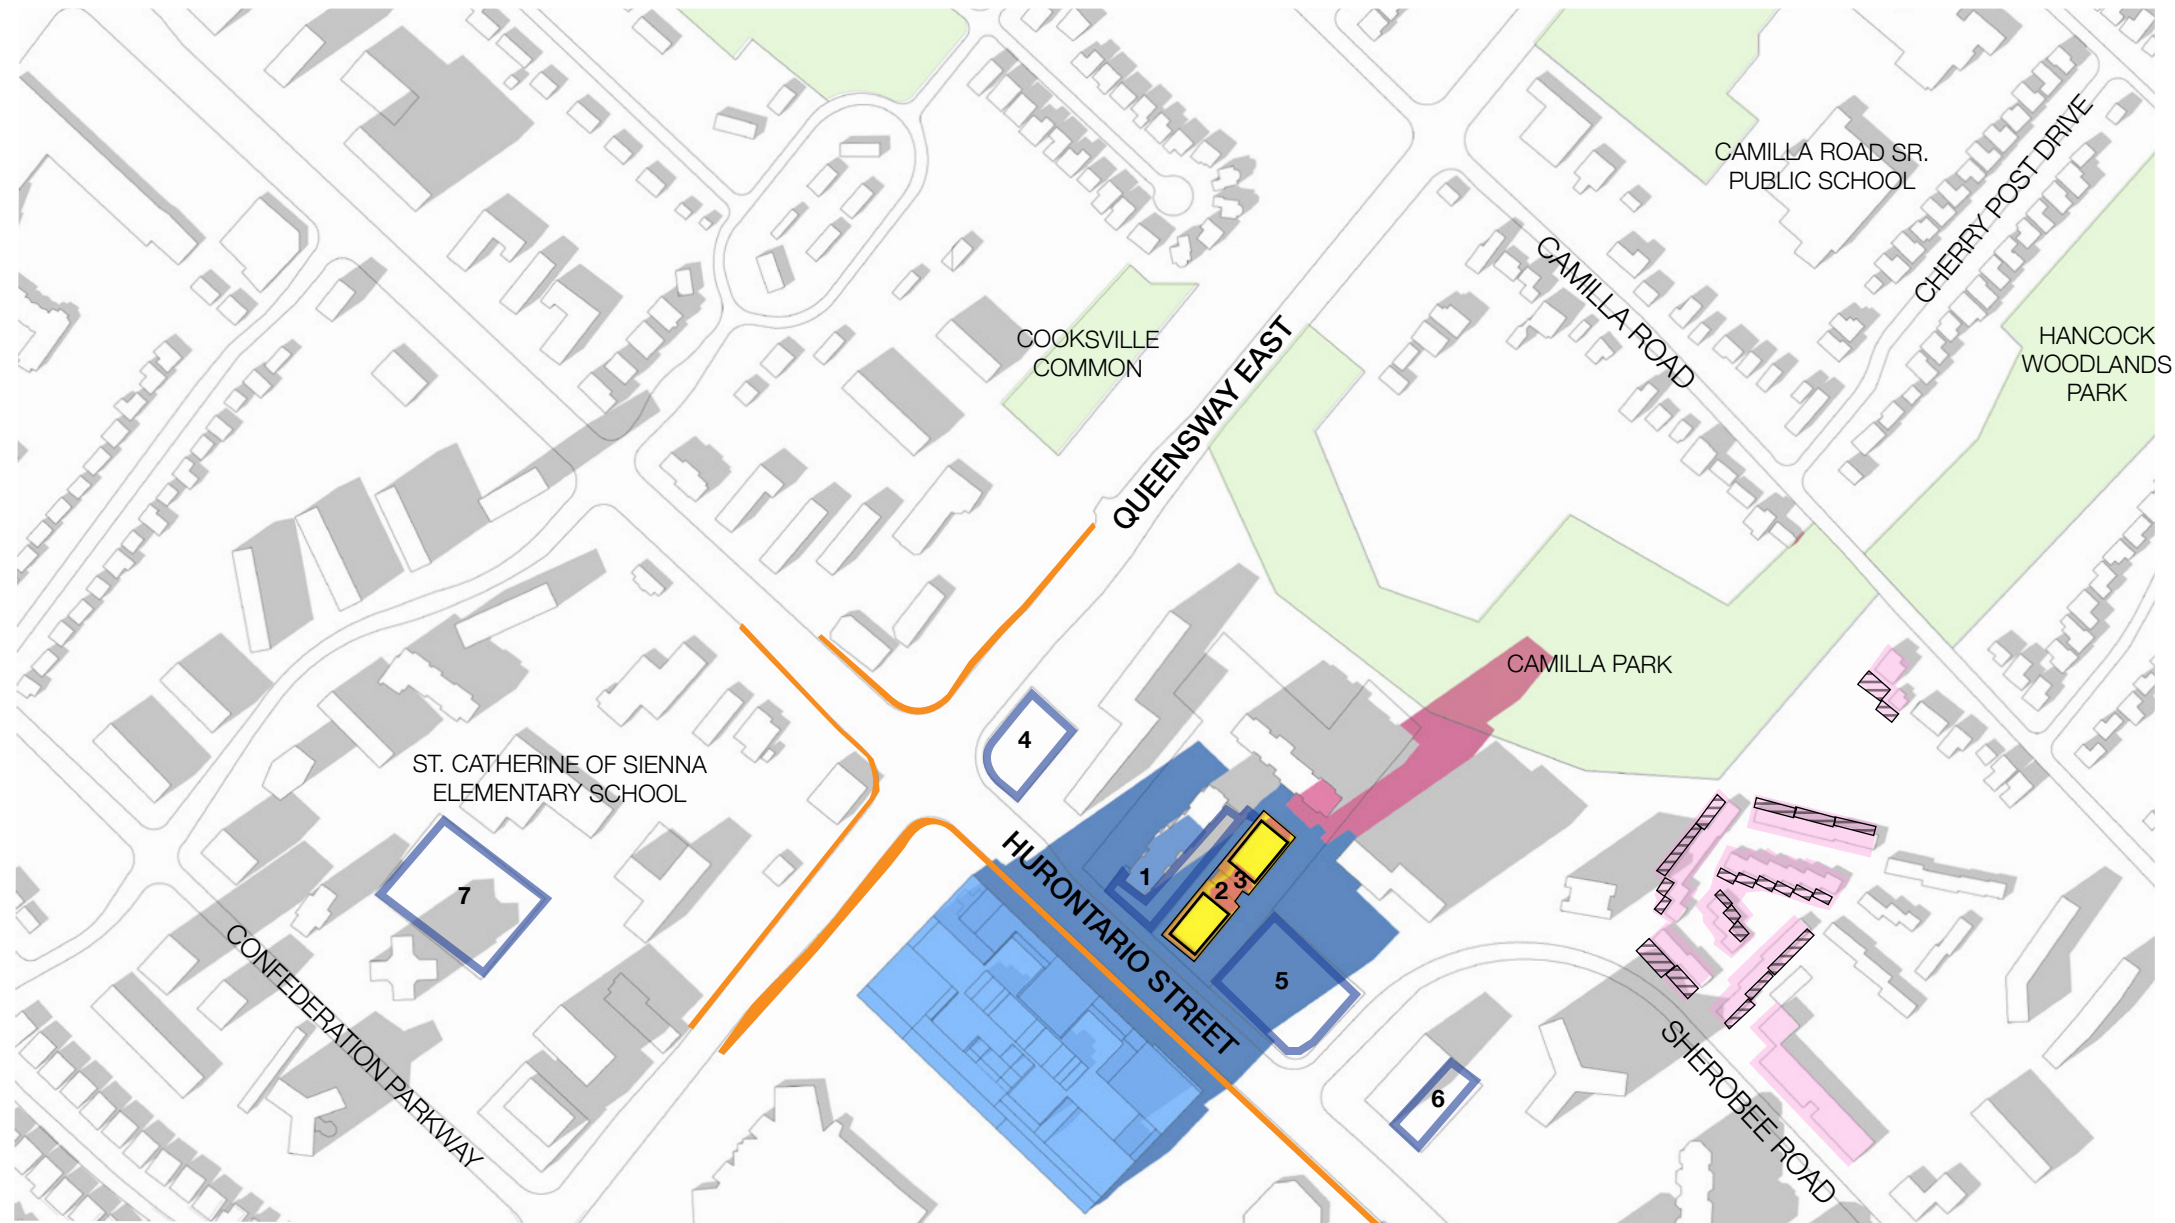 CAMILLA ROAD SR.
PUBLIC SCHOOL
CHERRY POST DRIVE
CAMILLA ROAD
HANCOCK
WOODLANDS
PARK
COOKSVILLE
COMMON
QUEENSWAY EAST
CAMILLA PARK
ST. CATHERINE OF SIENNA
ELEMENTARY SCHOOL
4
HURONTARIO STREET
1
2
3
7
5
CONFEDERATION PARKWAY
6
SHEROBEE ROAD